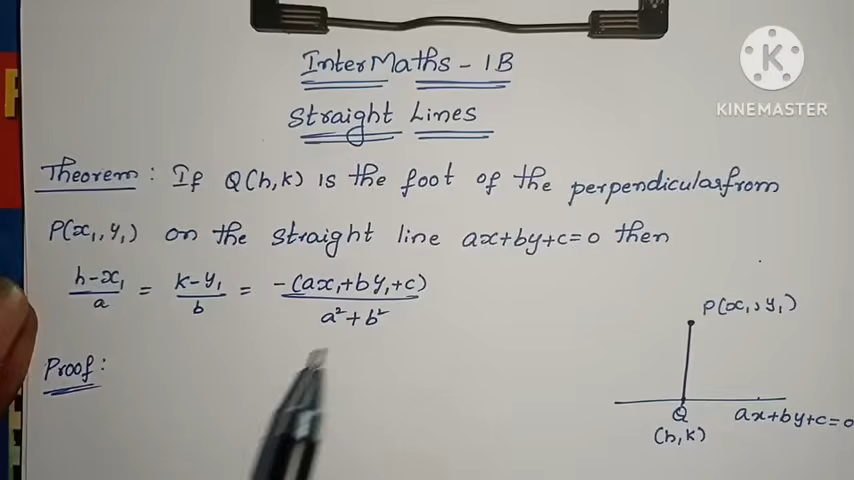 InterMaths - 1B
Straight Lines
K
KINEMASTER
Theorem : If Q(h,k) is the foot of the perpendicular from
P(x₁, y₁) on the straight line ax+by+c=0 then
h-x₁/a = k-y₁/b = -(ax₁+by₁+c)/a²+b²
Proof:
P(x₁, y₁)
Q
(h,k)
ax+by+c=0